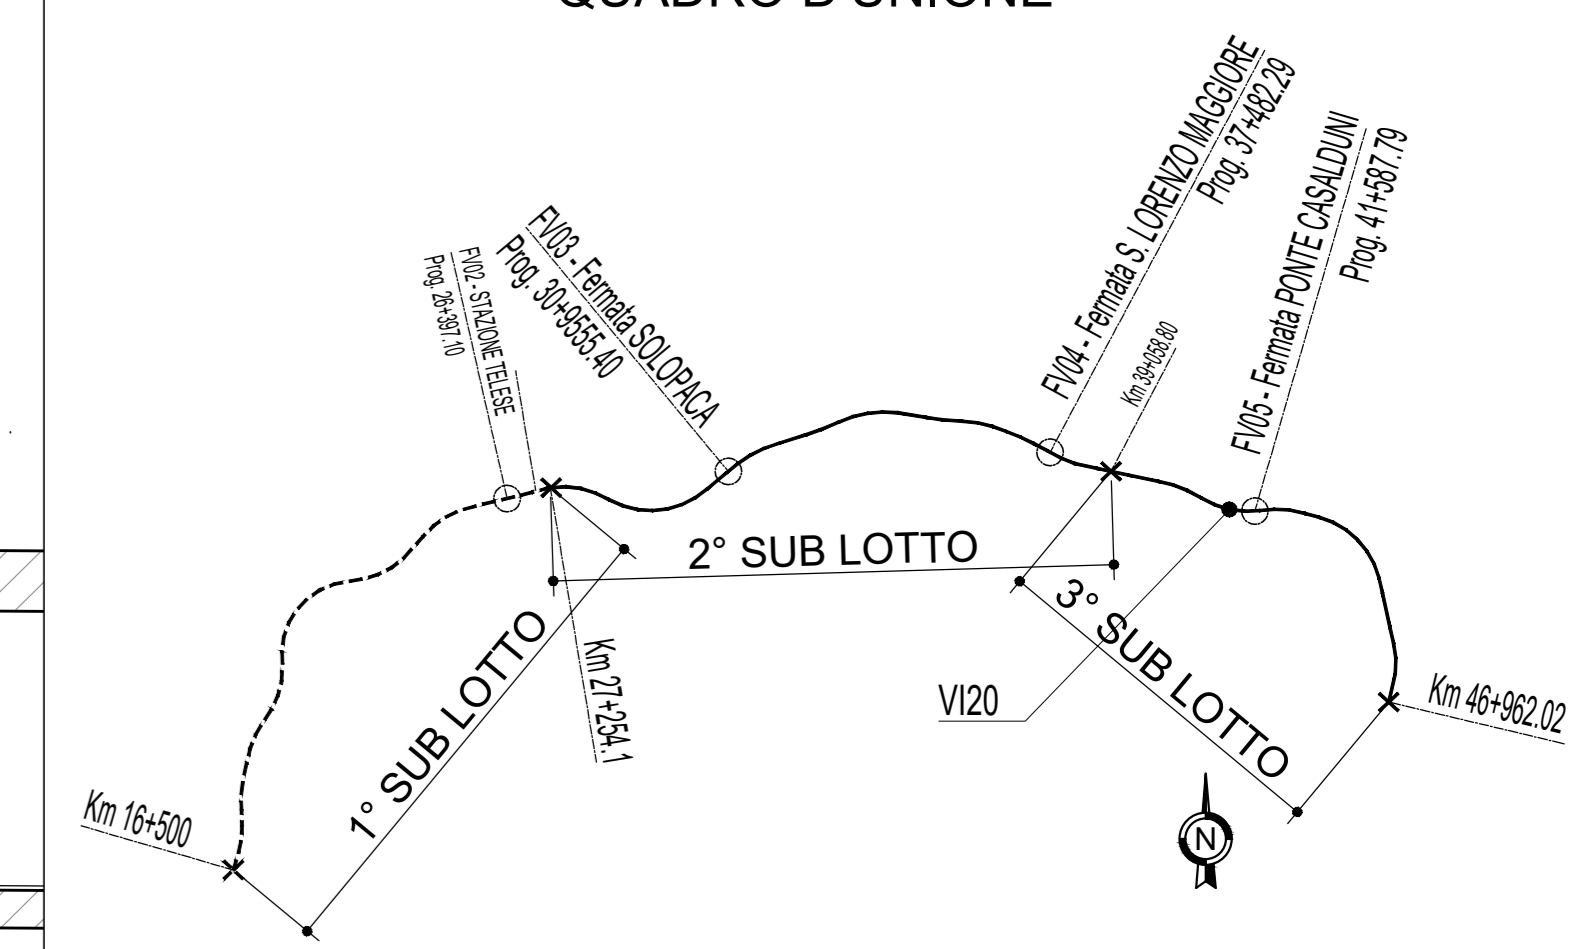 QUADRO D'UNIONE
FV02 - STAZIONE TELESE
Prog. 26+397.10
FV03 - Fermata SOLOPACA
Prog. 30+9555.40
FV04 - Fermata S. LORENZO MAGGIORE
Prog. 37+482.29
Km 39+058.80
FV05 - Fermata PONTE CASALDUNI
Prog. 41+587.79
2° SUB LOTTO
1° SUB LOTTO
3° SUB LOTTO
Km 27+254.1
VI20
Km 46+962.02
Km 16+500
N